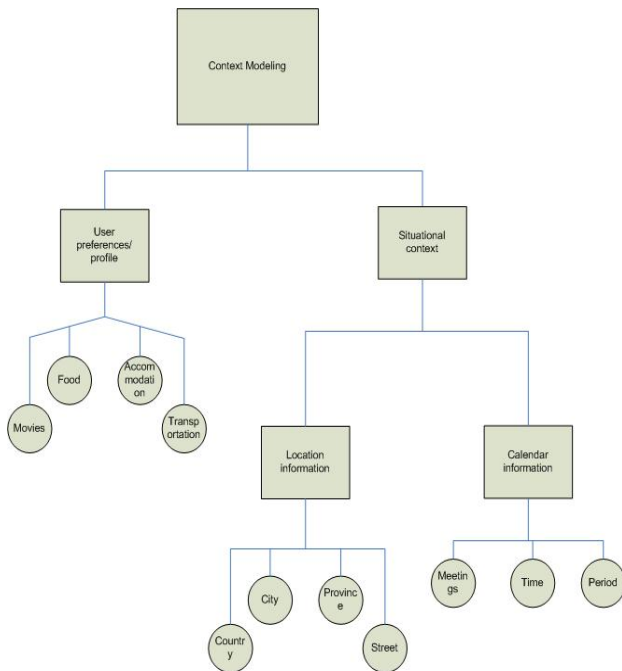 Context Modeling
User
preferences/
profile
Situational
context
Food
Accom
modati
on
Movies
Transp
ortation
Location
information
Calendar
information
Meetin
gs
Time
Period
City
Provinc
e
Countr
y
Street